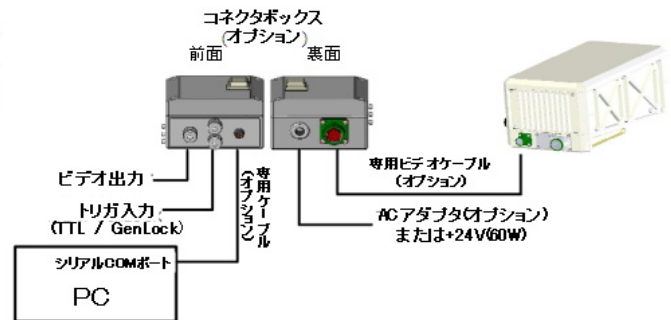 コネクタボックス
(オプション)
前面
裏面
ビデオ出力
トリガ入力
(TTL / GenLock)
専用ケーブル
(オプション)
専用ビデオケーブル
(オプション)
ACアダプタ(オプション)
または+24V(60W)
シリアルCOMポート
PC